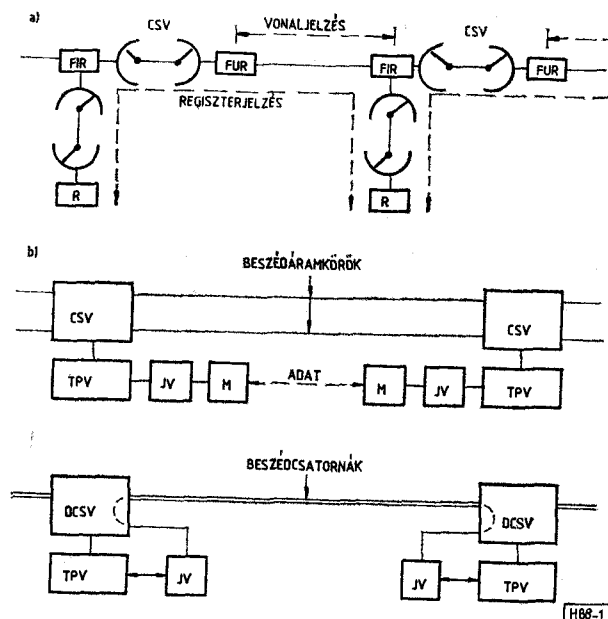 a)
CSV
VONALJELZÉS
CSV
FIR
FUR
FIR
FUR
REGISZTERJELZÉS
R
R
b)
BESZÉDÁRAMKÖRÖK
CSV
CSV
TPV
JV
M
ADAT
M
JV
TPV
BESZÉDCSATORNÁK
DCSV
DCSV
TPV
JV
JV
TPV
H88-1